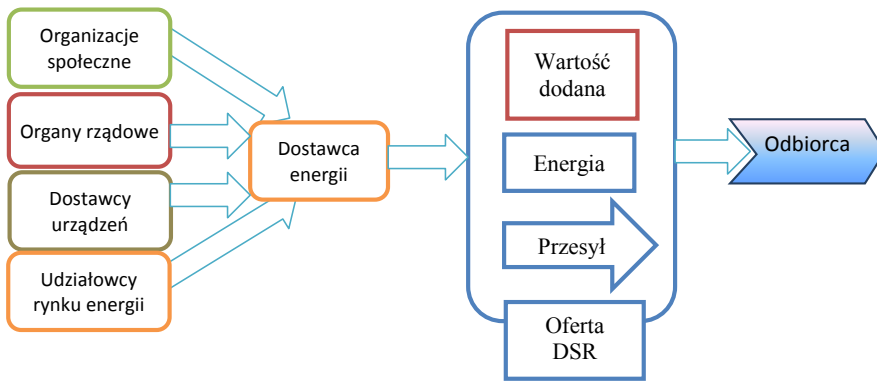 Organizacje
społeczne
Organy rządowe
Dostawcy
urządzeń
Udziałowcy
rynku energii
Dostawca
energii
Wartość
dodana
Energia
Przesył
Oferta
DSR
Odbiorca